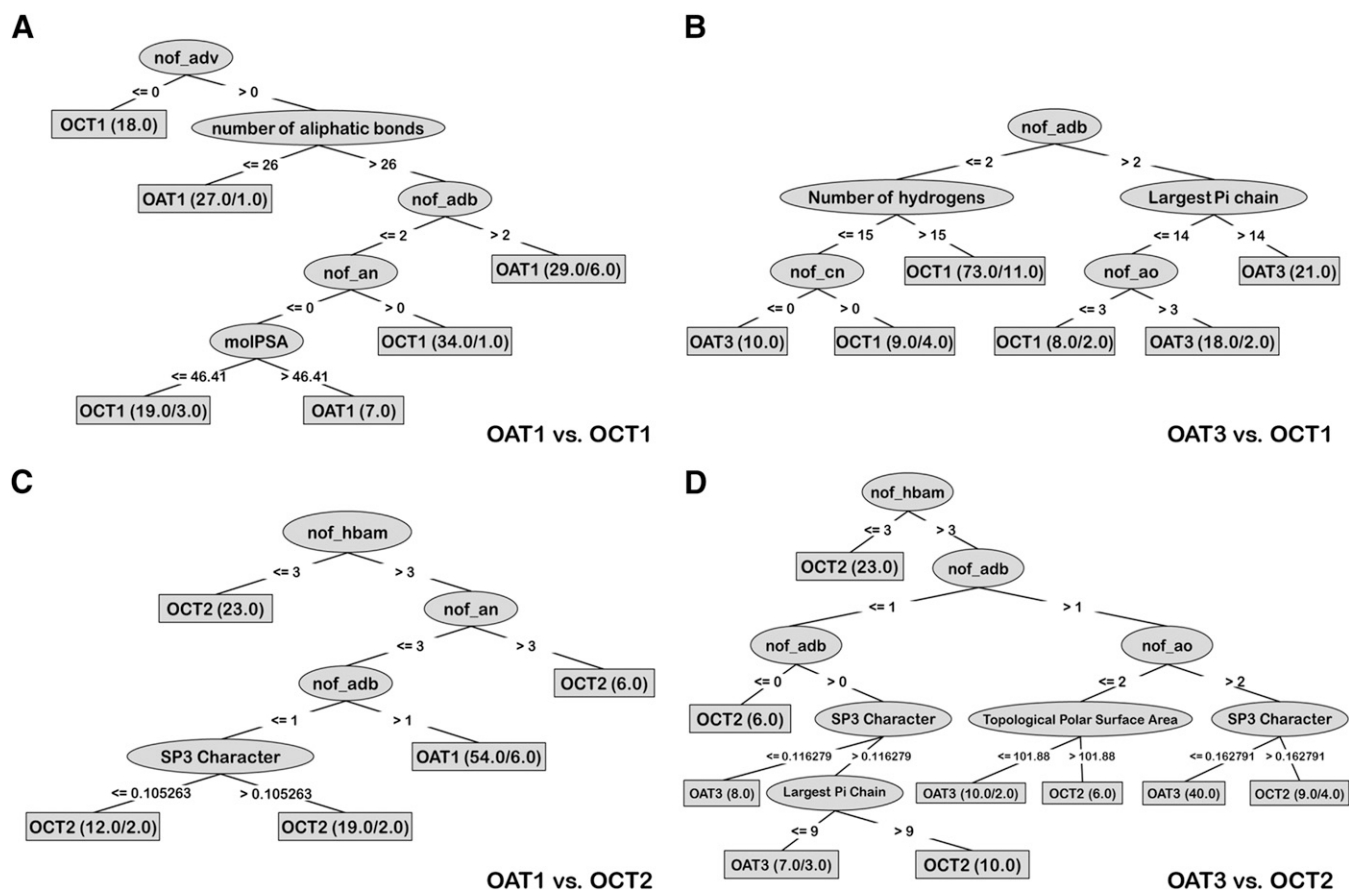 A
nof_adv
<= 0 > 0
OCT1 (18.0)
number of aliphatic bonds
<= 26 > 26
OAT1 (27.0/1.0)
nof_adb
<= 2 > 2
nof_an
OAT1 (29.0/6.0)
<= 0 > 0
molPSA
OCT1 (34.0/1.0)
<= 46.41 > 46.41
OCT1 (19.0/3.0)
OAT1 (7.0)
OAT1 vs. OCT1
B
nof_adb
<= 2 > 2
Number of hydrogens
Largest Pi chain
<= 15 > 15
<= 14 > 14
nof_cn
OCT1 (73.0/11.0)
nof_ao
OAT3 (21.0)
<= 0 > 0
<= 3 > 3
OAT3 (10.0)
OCT1 (9.0/4.0)
OCT1 (8.0/2.0)
OAT3 (18.0/2.0)
OAT3 vs. OCT1
C
nof_hbam
<= 3 > 3
OCT2 (23.0)
nof_an
<= 3 > 3
nof_adb
OCT2 (6.0)
<= 1 > 1
SP3 Character
OAT1 (54.0/6.0)
<= 0.105263 > 0.105263
OCT2 (12.0/2.0)
OCT2 (19.0/2.0)
OAT1 vs. OCT2
D
nof_hbam
<= 3 > 3
OCT2 (23.0)
nof_adb
<= 1 > 1
nof_adb
nof_ao
<= 0 > 0
<= 2 > 2
OCT2 (6.0)
SP3 Character
Topological Polar Surface Area
SP3 Character
<= 0.116279 > 0.116279
<= 101.88 > 101.88
<= 0.162791 > 0.162791
OAT3 (8.0)
Largest Pi Chain
OAT3 (10.0/2.0)
OCT2 (6.0)
OAT3 (40.0)
OCT2 (9.0/4.0)
<= 9 > 9
OAT3 (7.0/3.0)
OCT2 (10.0)
OAT3 vs. OCT2